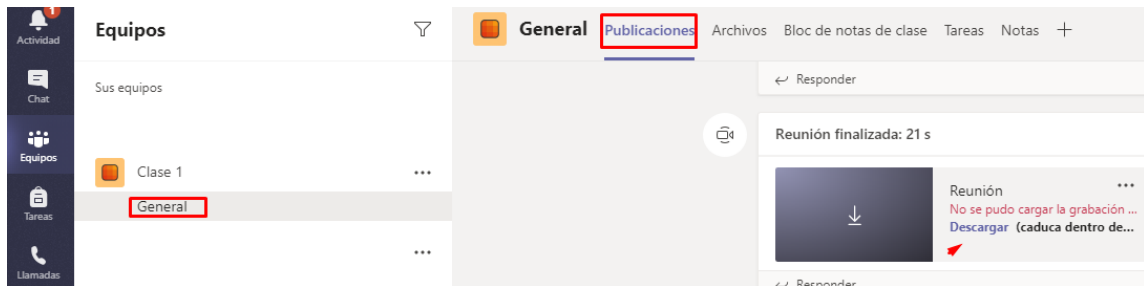 1
Actividad
Chat
Equipos
Tareas
Llamadas
Equipos
Sus equipos
Clase 1
General
General Publicaciones Archivos Bloc de notas de clase Tareas Notas
Responder
Reunión finalizada: 21 s
Reunión
No se pudo cargar la grabación ...
Descargar (caduca dentro de...
Responder